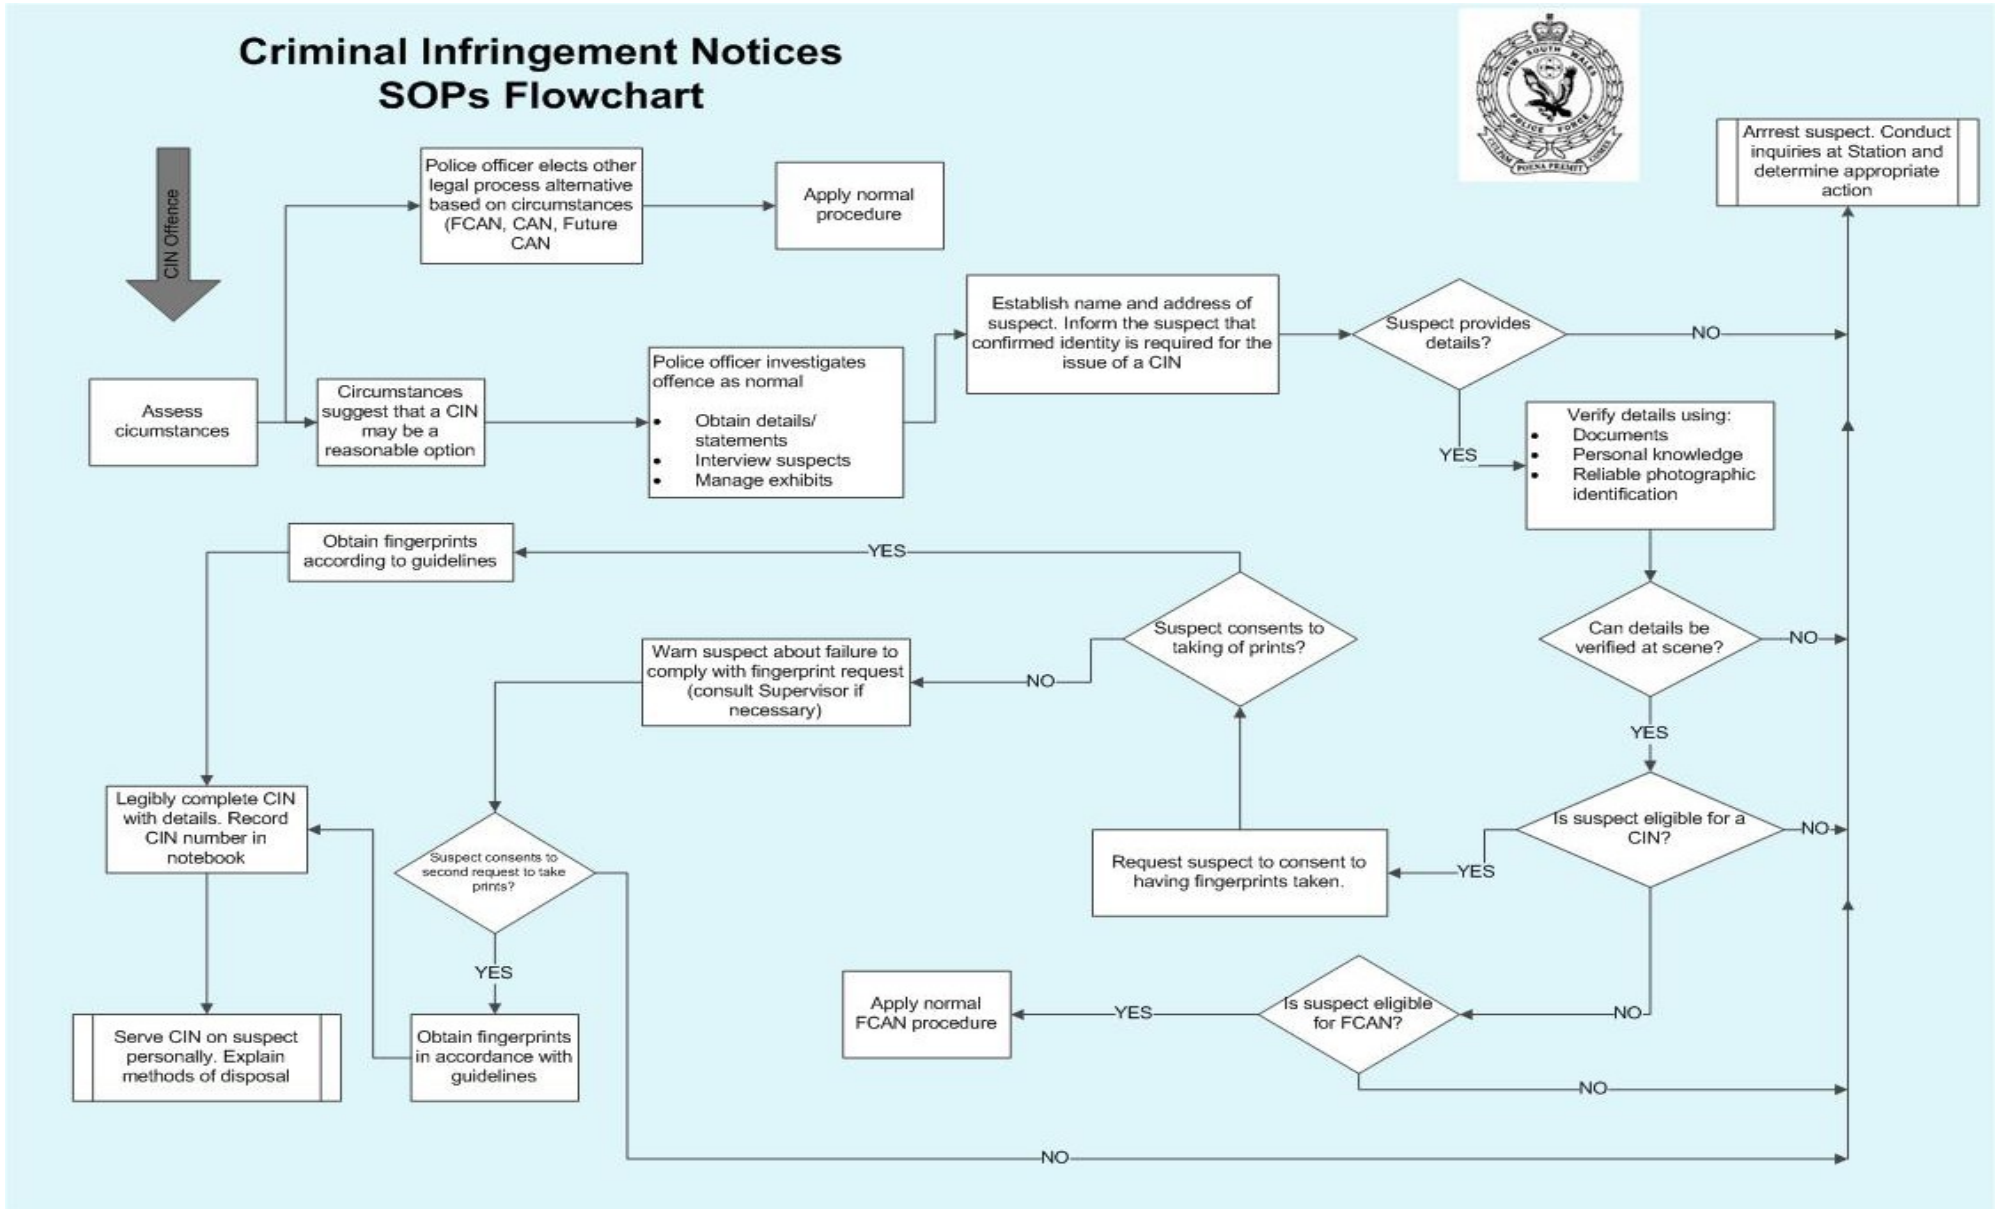 Criminal Infringement Notices
SOPs Flowchart
NEW SOUTH WALES
POLICE FORCE
CULPAM POENA PREMIT COMES
CIN Offence
Police officer elects other
legal process alternative
based on circumstances
(FCAN, CAN, Future
CAN
Apply normal
procedure
Arrrest suspect. Conduct
inquiries at Station and
determine appropriate
action
Assess
cicumstances
Circumstances
suggest that a CIN
may be a
reasonable option
Police officer investigates
offence as normal
• Obtain details/
statements
• Interview suspects
• Manage exhibits
Establish name and address of
suspect. Inform the suspect that
confirmed identity is required for the
issue of a CIN
Suspect provides
details?
NO
YES
Verify details using:
• Documents
• Personal knowledge
• Reliable photographic
identification
Can details be
verified at scene?
NO
YES
Is suspect eligible for a
CIN?
NO
YES
NO
Request suspect to consent to
having fingerprints taken.
Suspect consents to
taking of prints?
YES
NO
Obtain fingerprints
according to guidelines
Warn suspect about failure to
comply with fingerprint request
(consult Supervisor if
necessary)
Legibly complete CIN
with details. Record
CIN number in
notebook
Suspect consents to
second request to take
prints?
YES
NO
Obtain fingerprints
in accordance with
guidelines
Serve CIN on suspect
personally. Explain
methods of disposal
Is suspect eligible
for FCAN?
YES
NO
Apply normal
FCAN procedure